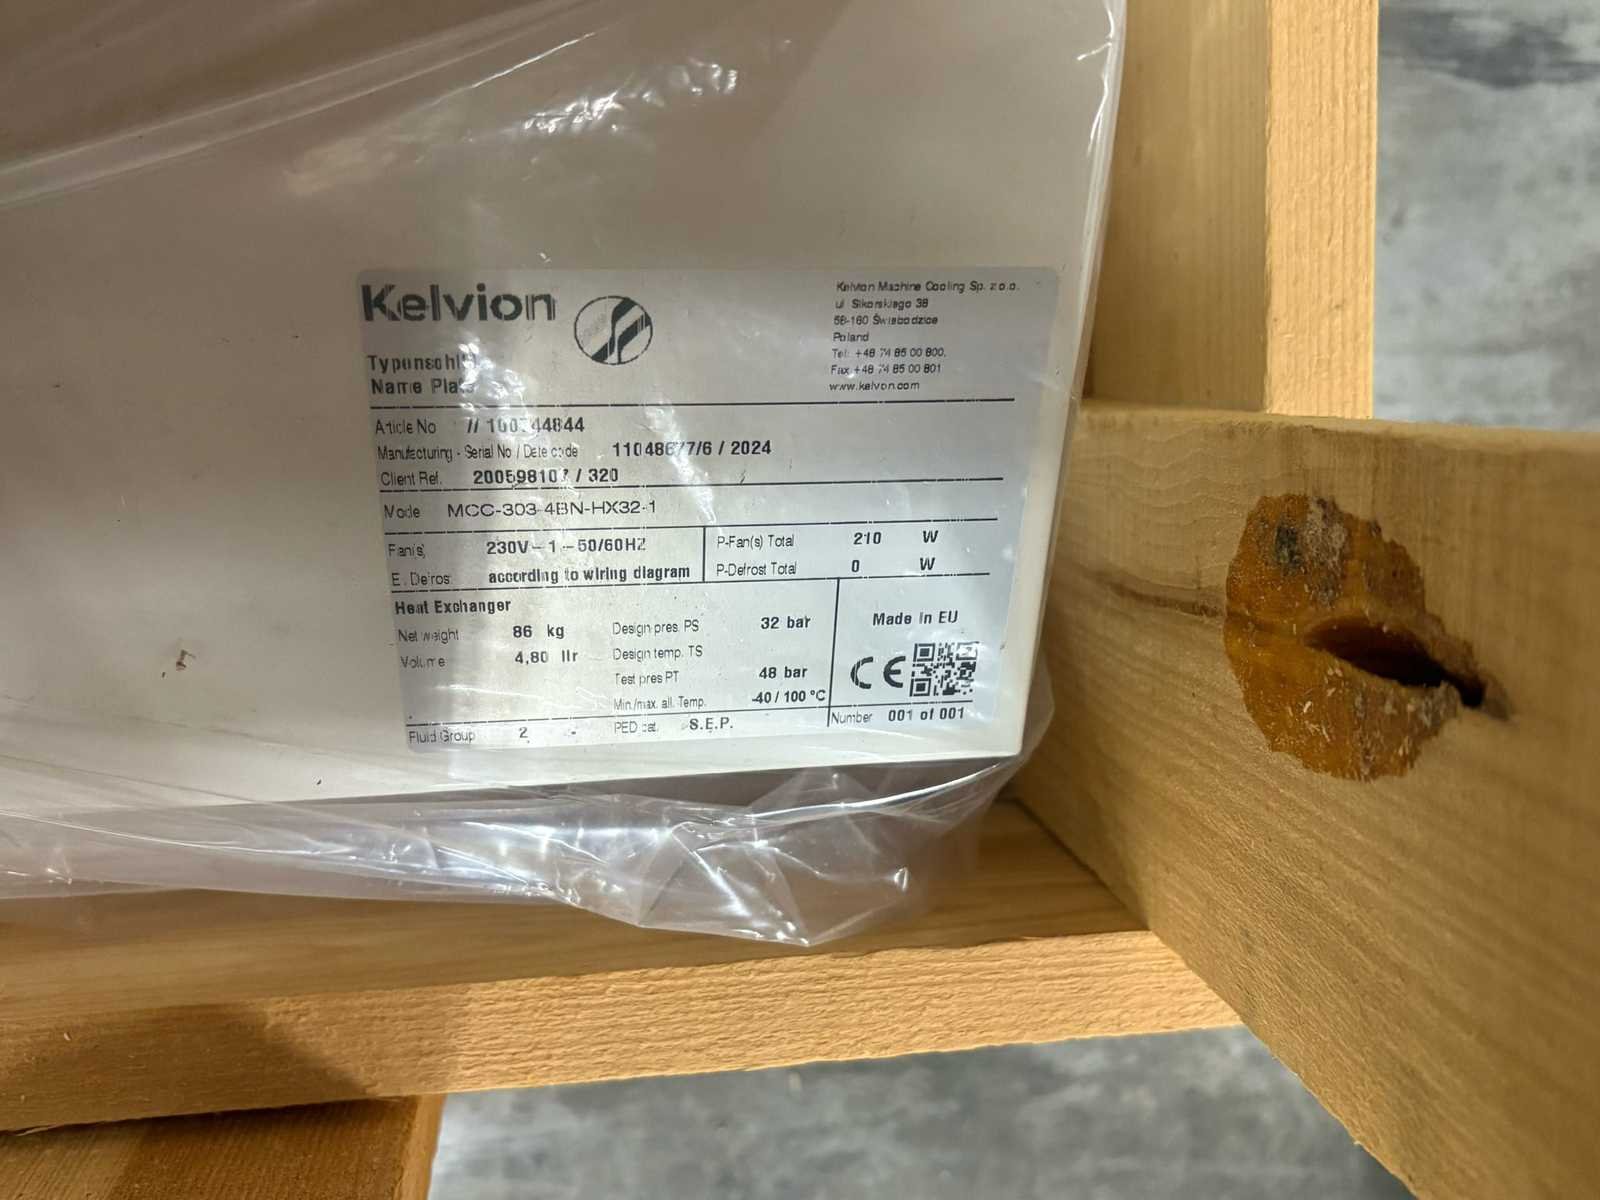 Kelvion
Kelvion Machine Cooling Sp. z o.o.
ul. Sikorskiego 38
58-160 Świebodzice
Poland
Tel.: +48 74 85 00 800,
Fax +48 74 85 00 801
www.kelvion.com
Name Plate
Article No //
Manufacturing - Serial No / Date code / 2024
Client Ref. / 320
Model MCC-303-4BN-HX32-1
Fan(s) 230V – 1 – 50/60HZ
P-Fan(s) Total 210 W
E. Defrost according to wiring diagram
P-Defrost Total 0 W
Heat Exchanger
Net weight 86 kg
Volume 4,80 ltr
Design pres. PS 32 bar
Design temp. TS
Test pres PT 48 bar
Min./max. all. Temp. -40 / 100 °C
Made in EU
CE
Fluid Group 2 -
PED cat. S.E.P.
Number 001 of 001